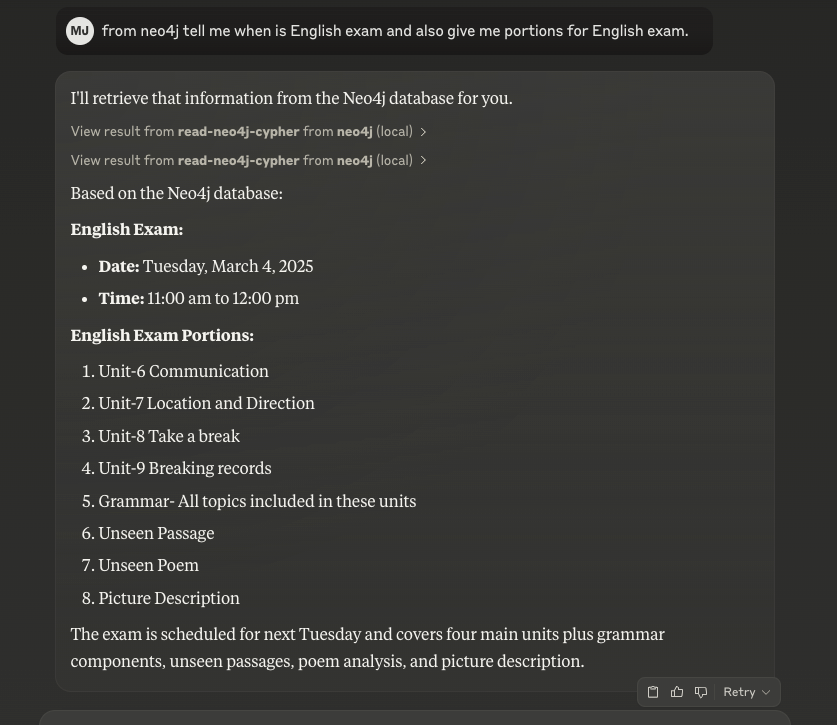 MJ from neo4j tell me when is English exam and also give me portions for English exam.
I'll retrieve that information from the Neo4j database for you.
View result from read-neo4j-cypher from neo4j (local)
View result from read-neo4j-cypher from neo4j (local)
Based on the Neo4j database:
English Exam:
• Date: Tuesday, March 4, 2025
• Time: 11:00 am to 12:00 pm
English Exam Portions:
1. Unit-6 Communication
2. Unit-7 Location and Direction
3. Unit-8 Take a break
4. Unit-9 Breaking records
5. Grammar- All topics included in these units
6. Unseen Passage
7. Unseen Poem
8. Picture Description
The exam is scheduled for next Tuesday and covers four main units plus grammar
components, unseen passages, poem analysis, and picture description.
Retry